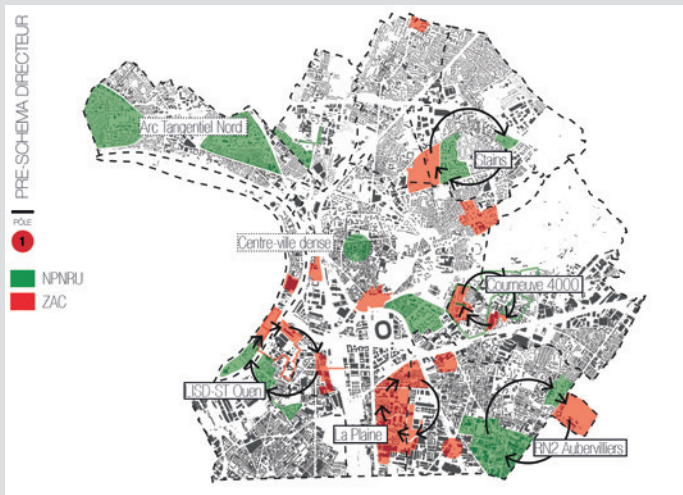 PRE-SCHEMA DIRECTEUR
PÔLE
1
NPNRU
ZAC
Arc Tangentiel Nord
Stains
Centre-ville dense
Courneuve 4000
ISD-ST Ouen
La Plaine
RN2 Aubervilliers